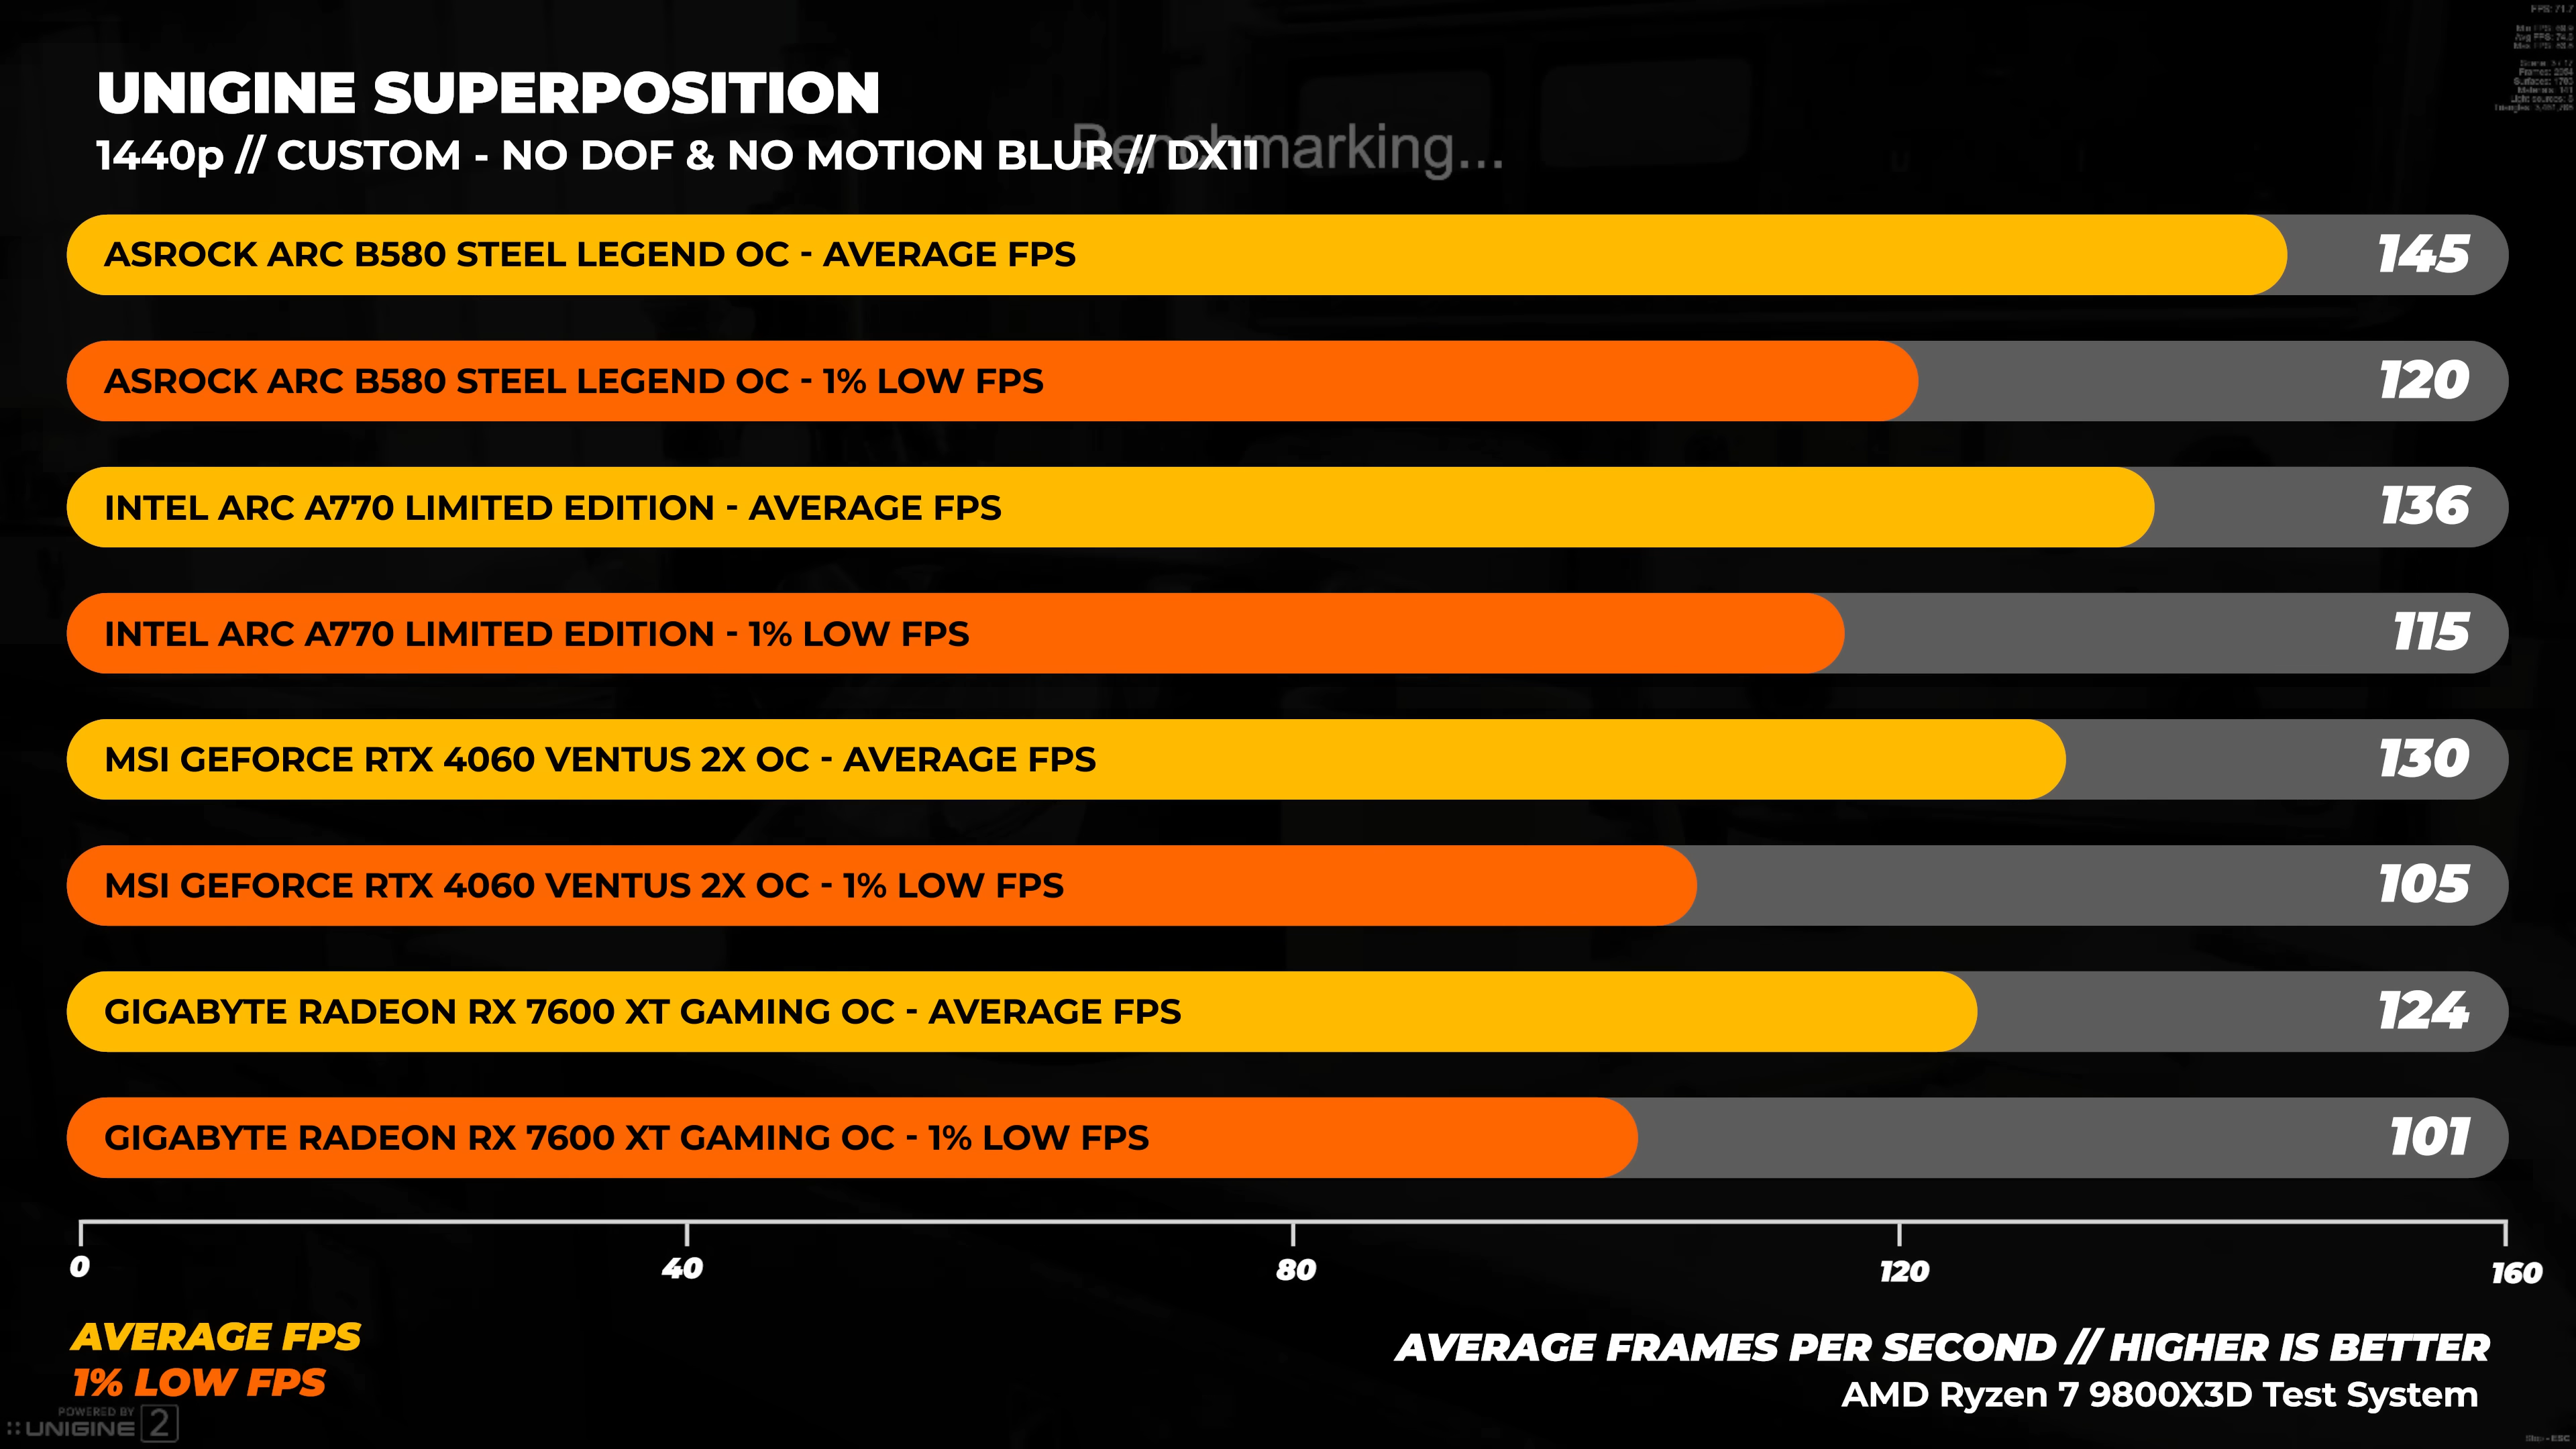 FPS: 71.7
UNIGINE SUPERPOSITION
1440p // CUSTOM - NO DOF & NO MOTION BLUR // DX11
Benchmarking...
ASROCK ARC B580 STEEL LEGEND OC - AVERAGE FPS 145
ASROCK ARC B580 STEEL LEGEND OC - 1% LOW FPS 120
INTEL ARC A770 LIMITED EDITION - AVERAGE FPS 136
INTEL ARC A770 LIMITED EDITION - 1% LOW FPS 115
MSI GEFORCE RTX 4060 VENTUS 2X OC - AVERAGE FPS 130
MSI GEFORCE RTX 4060 VENTUS 2X OC - 1% LOW FPS 105
GIGABYTE RADEON RX 7600 XT GAMING OC - AVERAGE FPS 124
GIGABYTE RADEON RX 7600 XT GAMING OC - 1% LOW FPS 101
0 40 80 120 160
AVERAGE FPS
1% LOW FPS
AVERAGE FRAMES PER SECOND // HIGHER IS BETTER
AMD Ryzen 7 9800X3D Test System
POWERED BY
UNIGINE 2